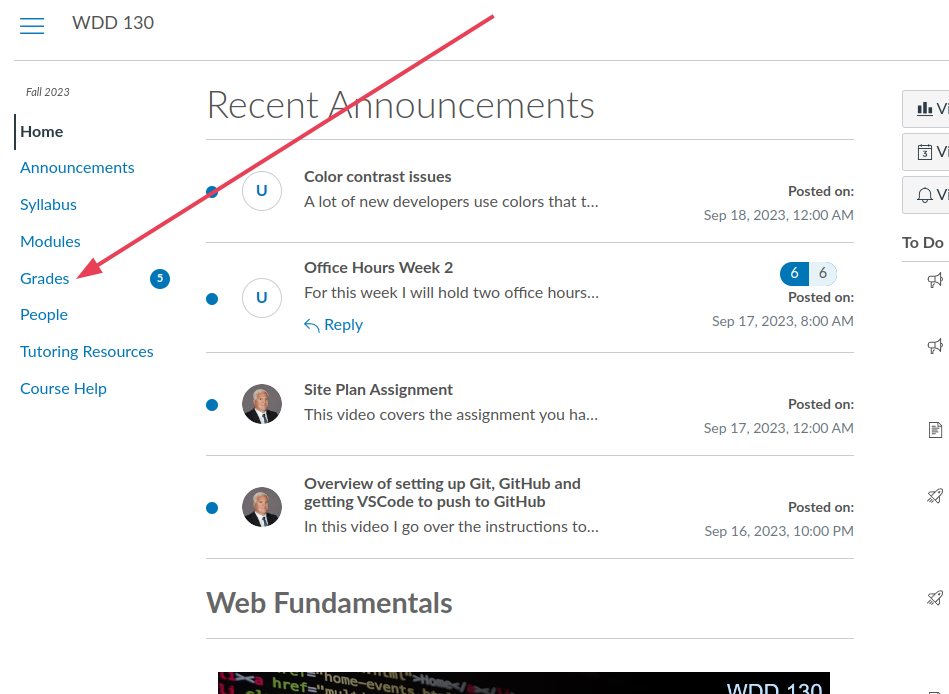 WDD 130
Fall 2023
Home
Announcements
Syllabus
Modules
Grades
5
People
Tutoring Resources
Course Help
Recent Announcements
U
Color contrast issues
A lot of new developers use colors that t...
Posted on:
Sep 18, 2023, 12:00 AM
U
Office Hours Week 2
For this week I will hold two office hours...
Reply
6 6
Posted on:
Sep 17, 2023, 8:00 AM
Site Plan Assignment
This video covers the assignment you ha...
Posted on:
Sep 17, 2023, 12:00 AM
Overview of setting up Git, GitHub and
getting VSCode to push to GitHub
In this video I go over the instructions to...
Posted on:
Sep 16, 2023, 10:00 PM
Web Fundamentals
WDD 130
Vi
3 Vi
Vi
To Do